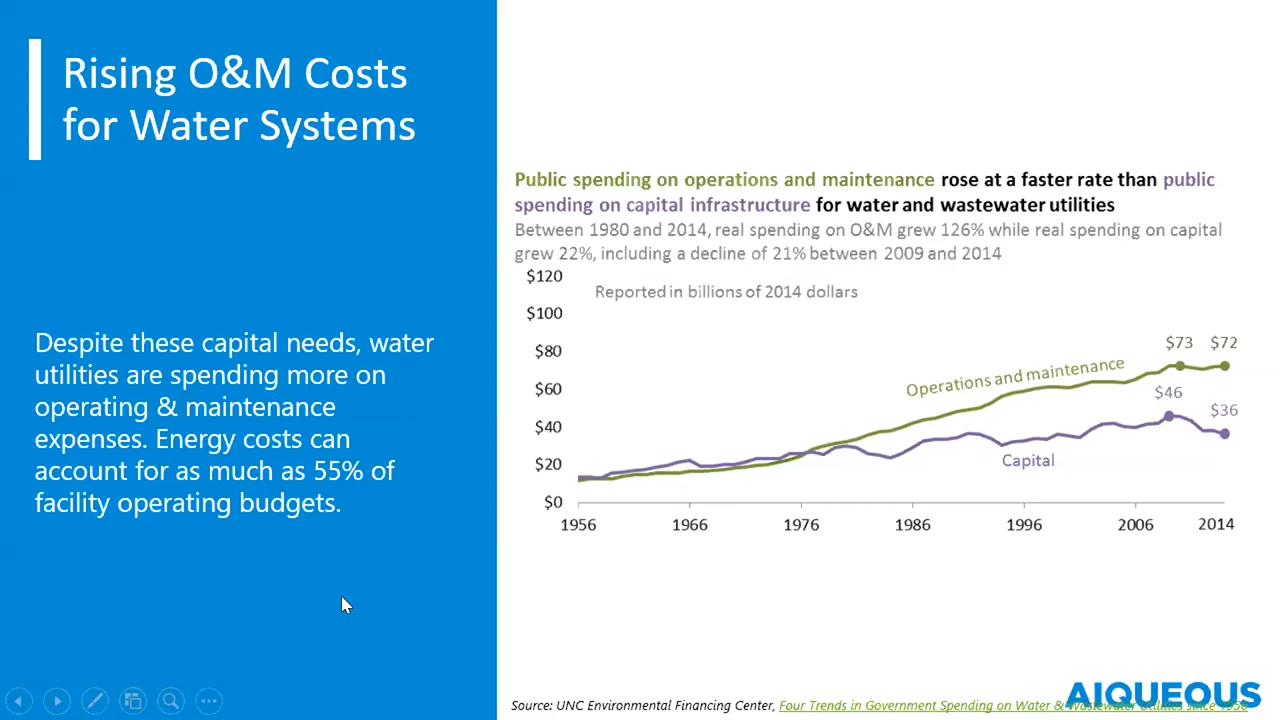 Rising O&M Costs
for Water Systems
Despite these capital needs, water
utilities are spending more on
operating & maintenance
expenses. Energy costs can
account for as much as 55% of
facility operating budgets.
Public spending on operations and maintenance rose at a faster rate than public
spending on capital infrastructure for water and wastewater utilities
Between 1980 and 2014, real spending on O&M grew 126% while real spending on capital
grew 22%, including a decline of 21% between 2009 and 2014
$120
Reported in billions of 2014 dollars
$100
$80
$60
$40
$20
$0
Operations and maintenance
$73
$72
$46
$36
Capital
1956
1966
1976
1986
1996
2006
2014
AIQUEOUS
Source: UNC Environmental Financing Center, Four Trends in Government Spending on Water & Wastewater Utilities since 1956